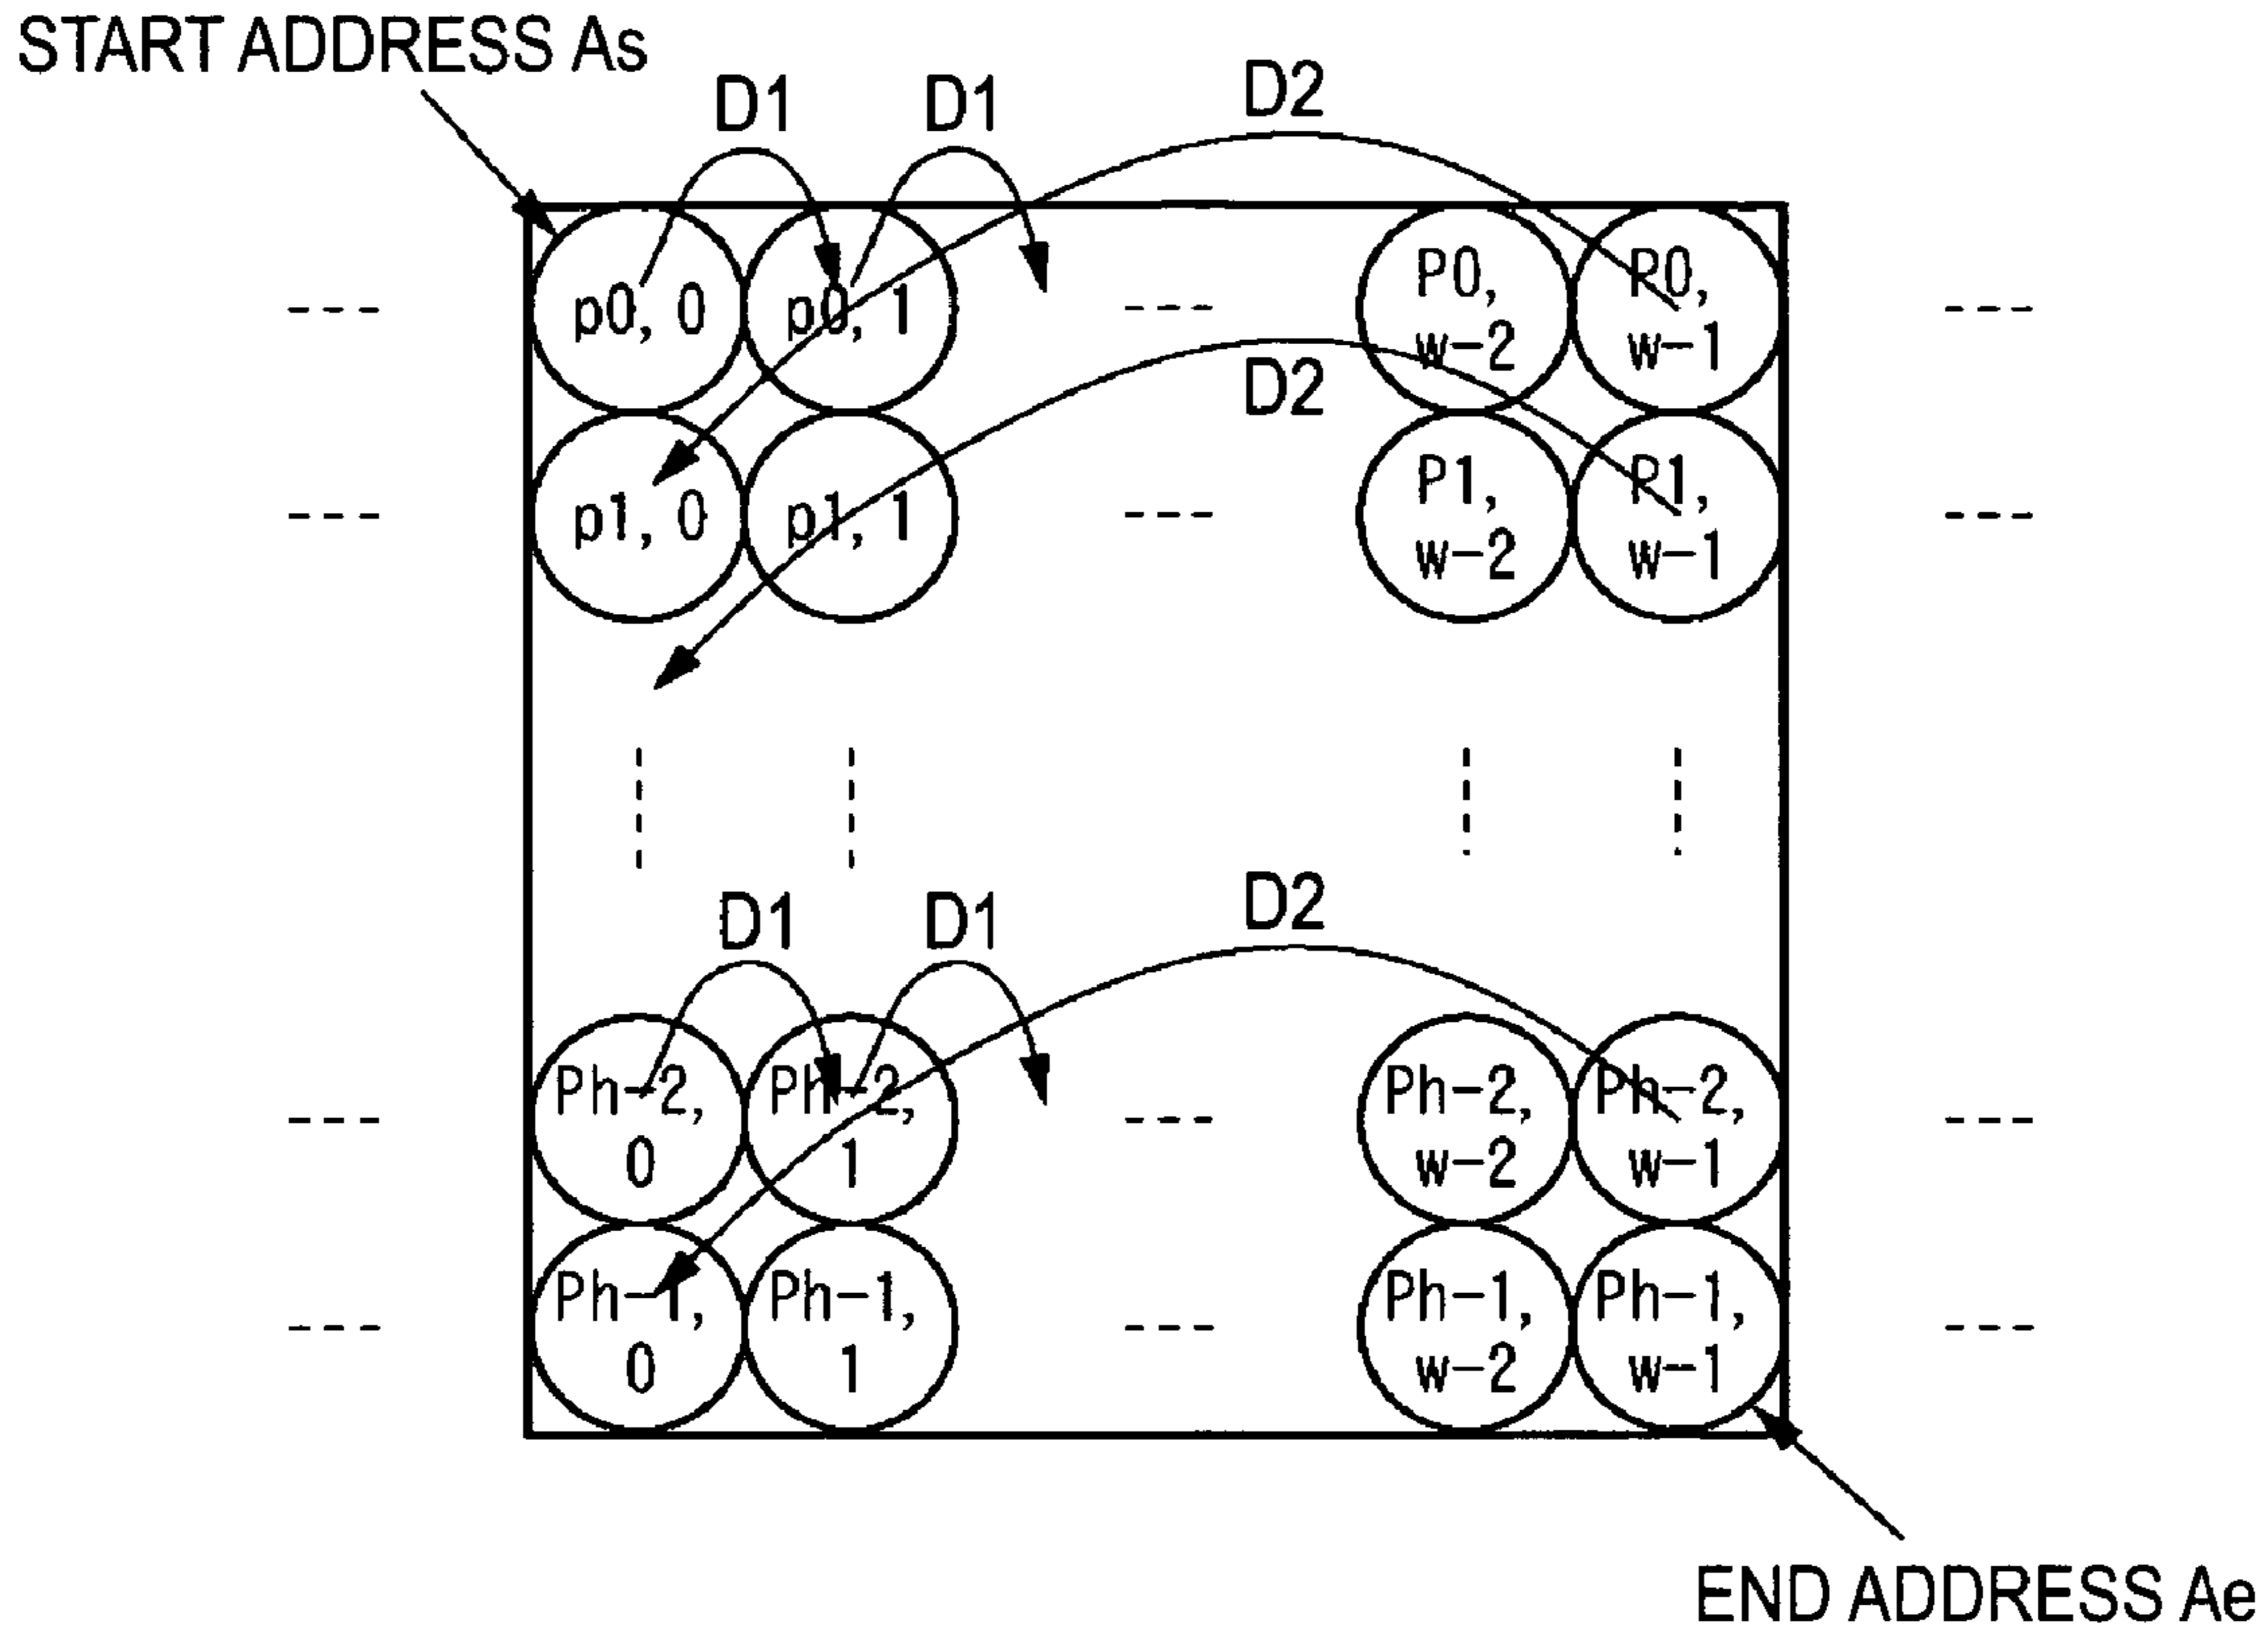 START ADDRESS As
D1 D1 D2
p0, 0 p0, 1 P0, w-2 P0, w-1
D2
p1, 0 p1, 1 P1, w-2 P1, w-1
D1 D1 D2
Ph-2, 0 Ph-2, 1 Ph-2, w-2 Ph-2, w-1
Ph-1, 0 Ph-1, 1 Ph-1, w-2 Ph-1, w-1
END ADDRESS Ae